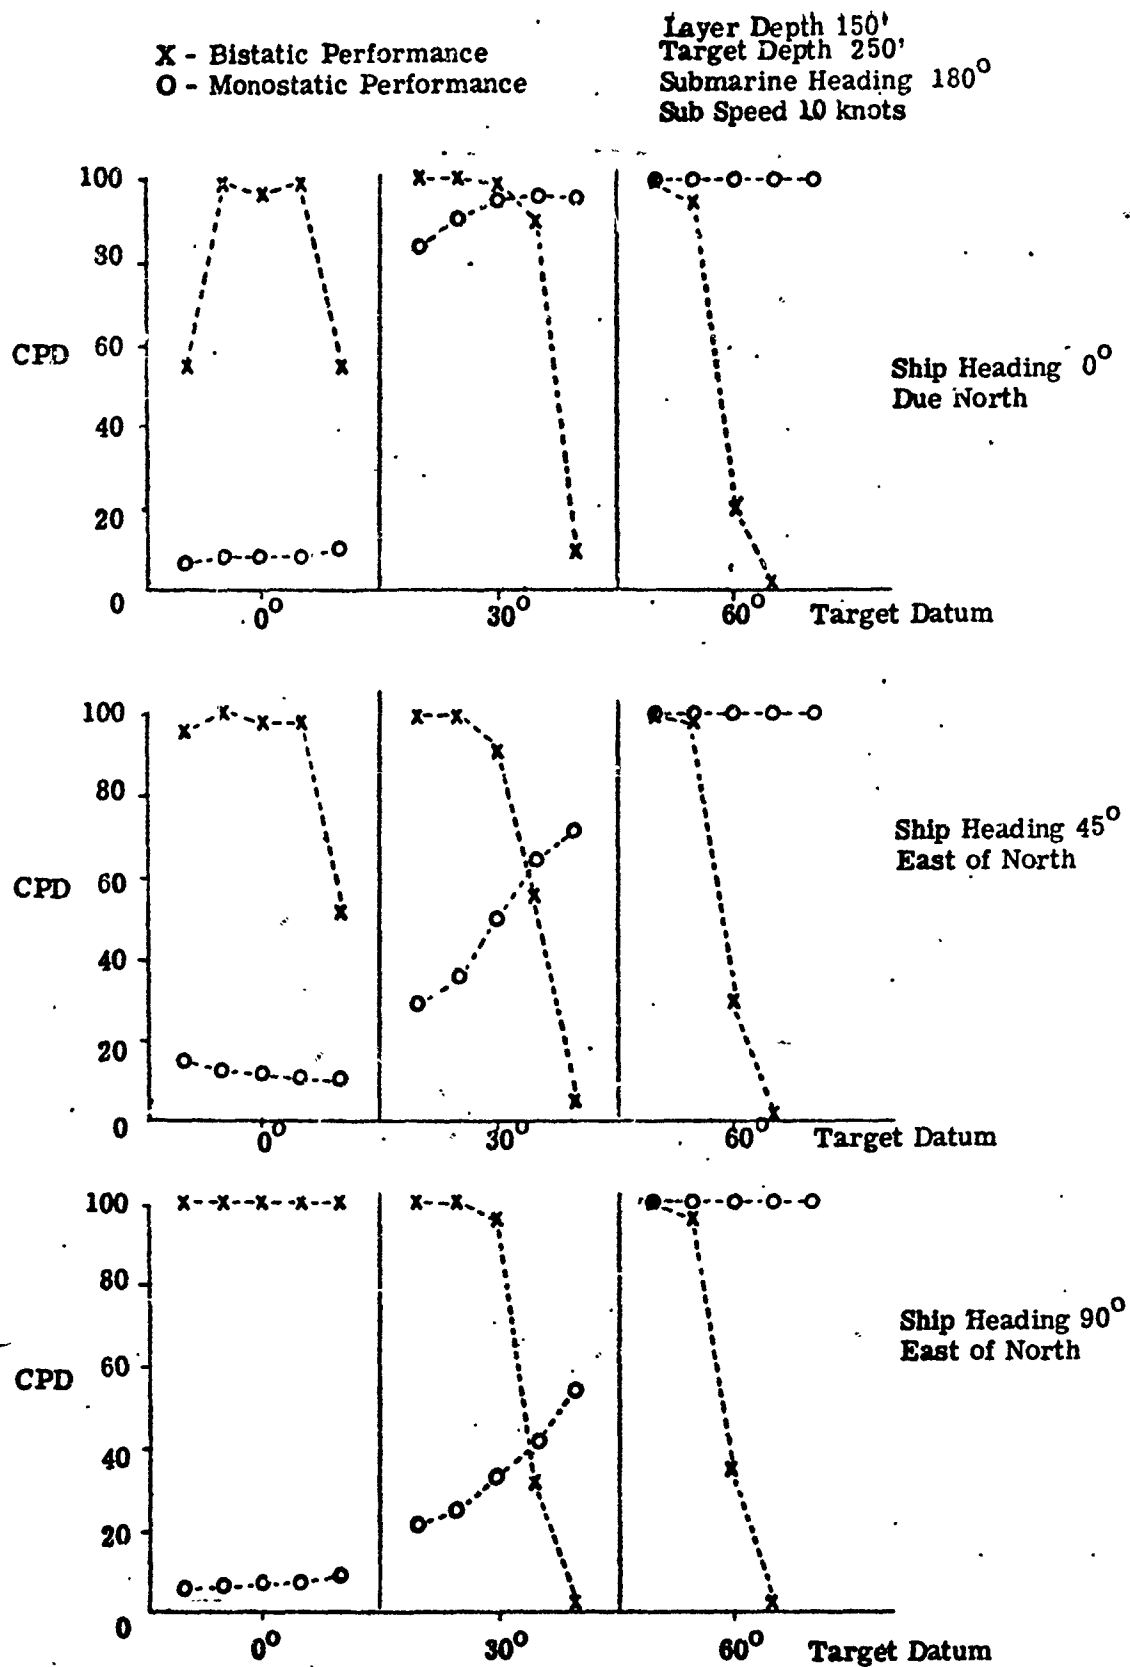 X - Bistatic Performance
O - Monostatic Performance
Layer Depth 150'
Target Depth 250'
Submarine Heading 180°
Sub Speed 10 knots
100
80
CPD 60
40
20
0
0° 30° 60° Target Datum
Ship Heading 0°
Due North
100
80
CPD 60
40
20
0
0° 30° 60° Target Datum
Ship Heading 45°
East of North
100
80
CPD 60
40
20
0
0° 30° 60° Target Datum
Ship Heading 90°
East of North